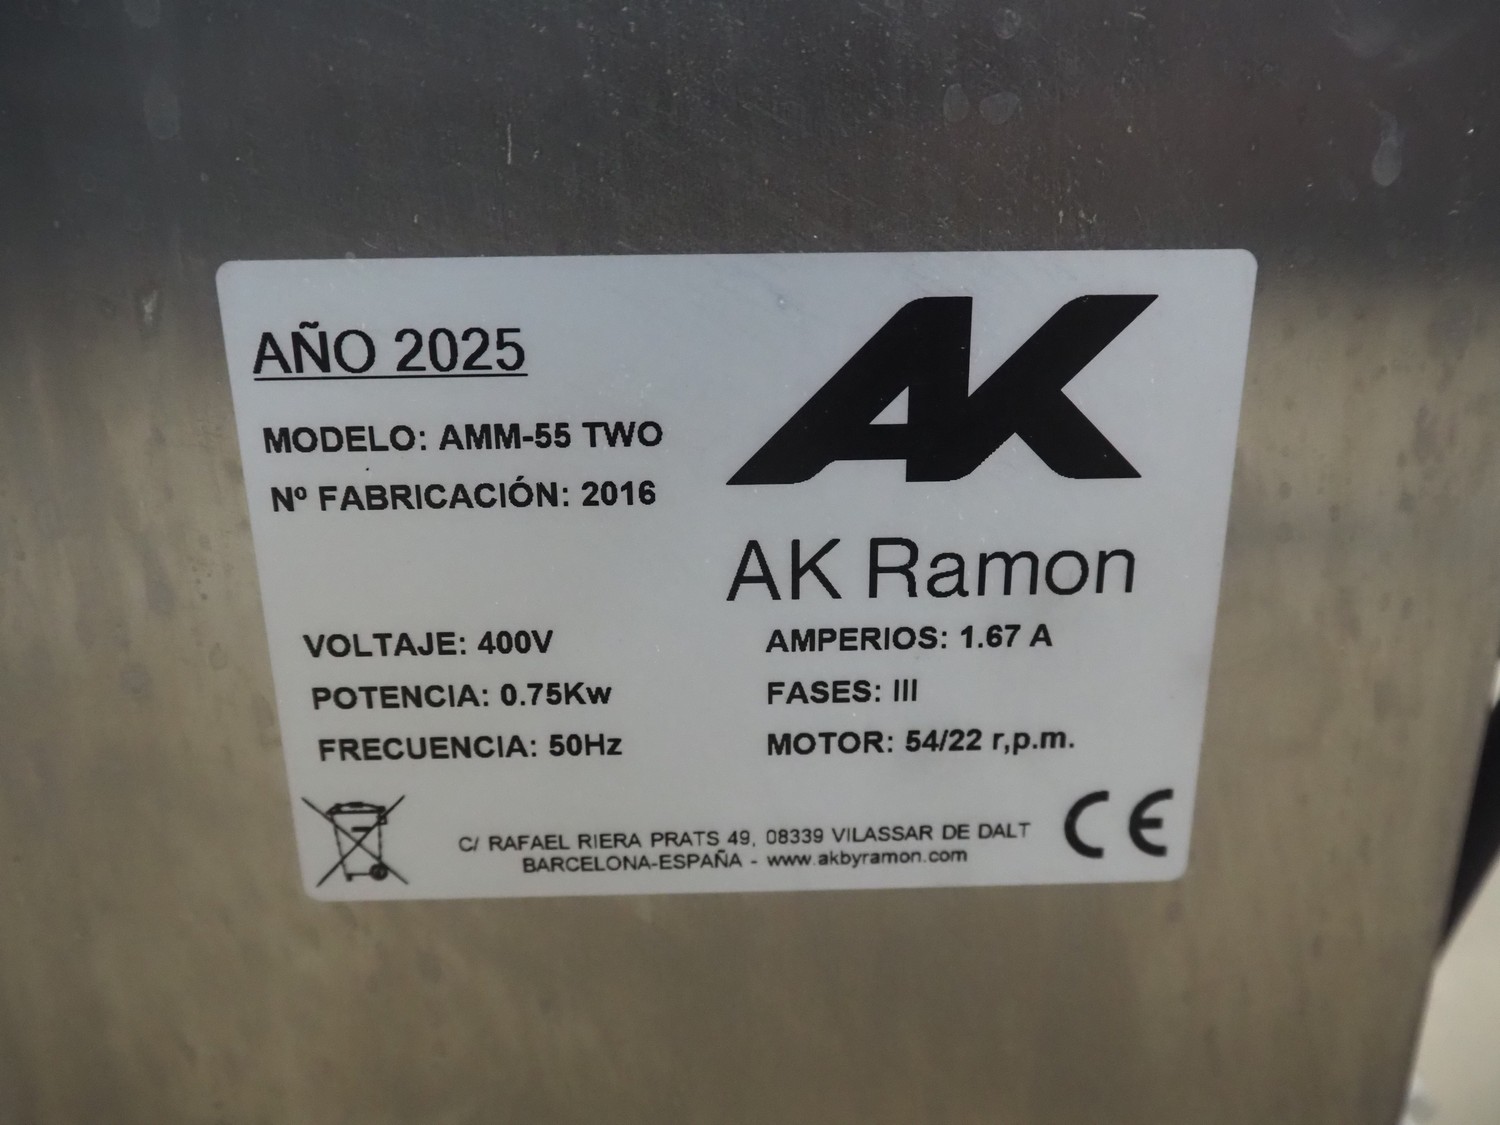 AÑO 2025
MODELO: AMM-55 TWO
Nº FABRICACIÓN: 2016
AK
AK Ramon
VOLTAJE: 400V
AMPERIOS: 1.67 A
POTENCIA: 0.75Kw
FASES: III
FRECUENCIA: 50Hz
MOTOR: 54/22 r,p.m.
C/ RAFAEL RIERA PRATS 49, 08339 VILASSAR DE DALT
BARCELONA-ESPAÑA - www.akbyramon.com
CE